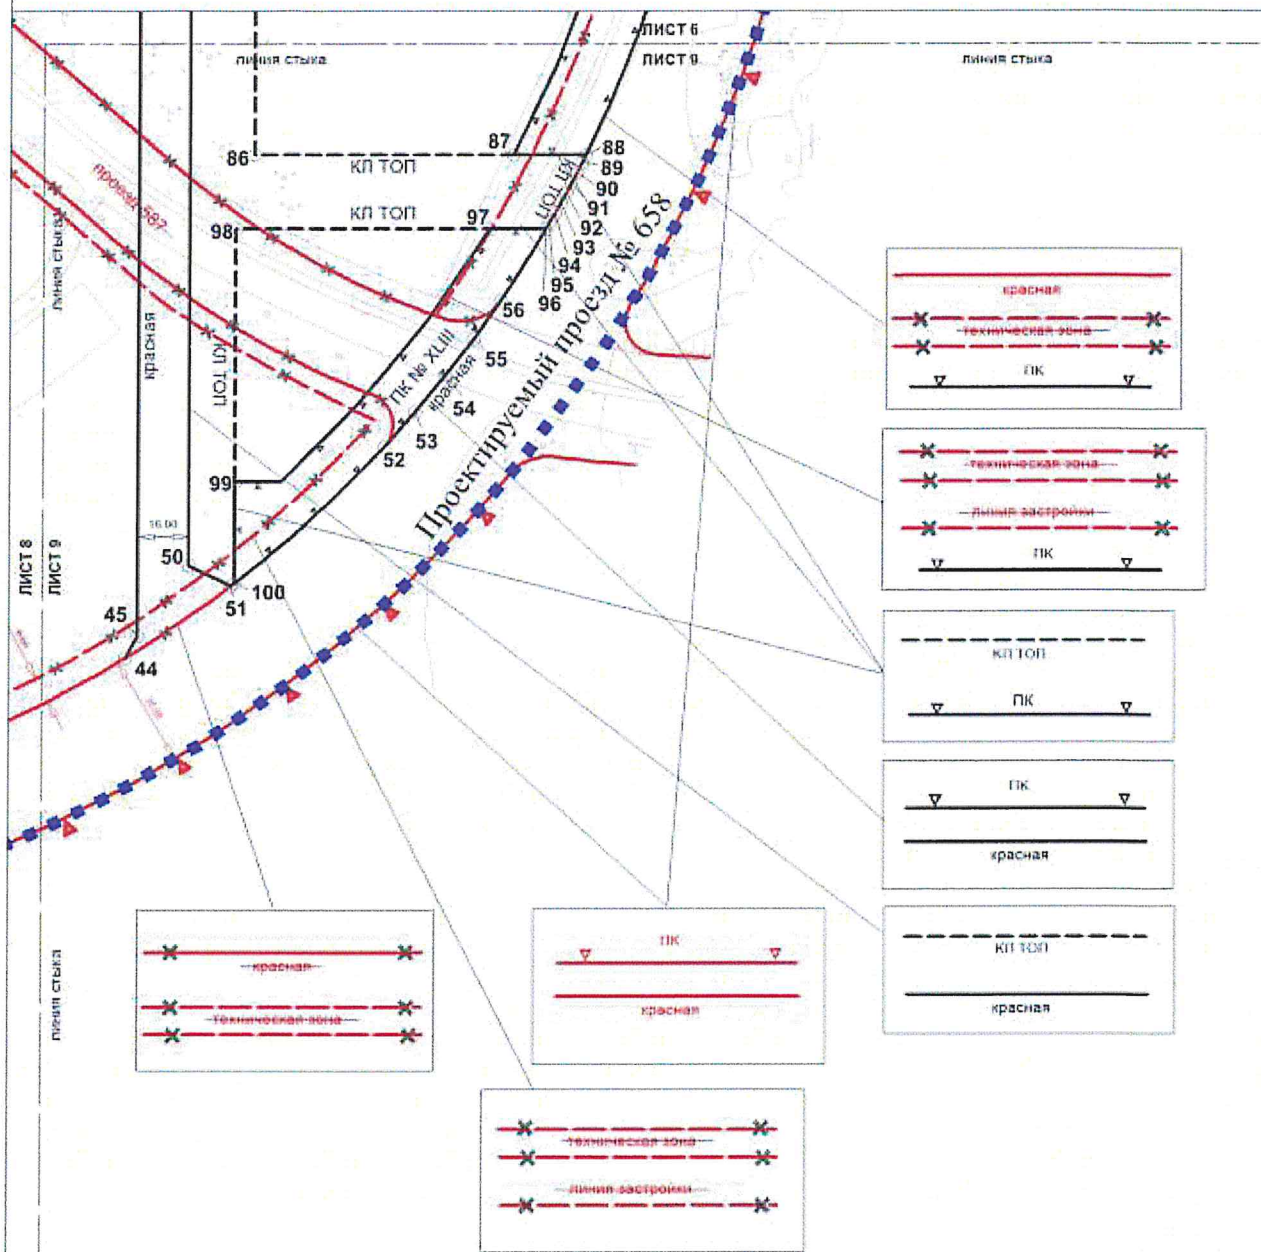 ЛИСТ 6
линия стыка
ЛИСТ 9
линия стыка
87
88
86
КЛ ТОП
89
КЛ ТОП
90
проезд 587
КЛ ТОП
97
91
98
92
93
94
95
96
линия стыка
56
Проектируемый проезд № 658
красная
КЛ ТОП
ПК № XLIII
красная
55
54
53
52
99
16.00
50
ЛИСТ 8
ЛИСТ 9
100
51
45
44
красная
техническая зона
ПК
техническая зона
линия застройки
ПК
КЛ ТОП
ПК
ПК
красная
КЛ ТОП
красная
линия стыка
красная
техническая зона
ПК
красная
техническая зона
линия застройки